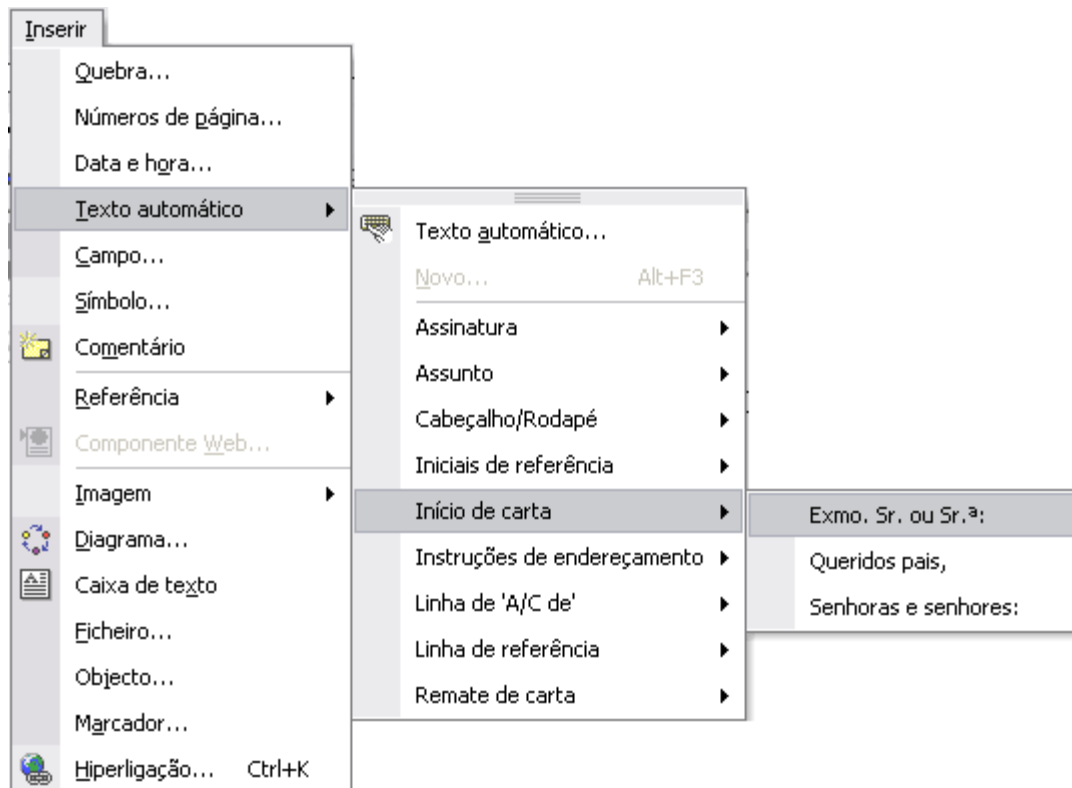 Inserir
Quebra...
Números de página...
Data e hora...
Texto automático
Campo...
Símbolo...
Comentário
Referência
Componente Web...
Imagem
Diagrama...
Caixa de texto
Ficheiro...
Objecto...
Marcador...
Hiperligação... Ctrl+K
Texto automático...
Novo... Alt+F3
Assinatura
Assunto
Cabeçalho/Rodapé
Iniciais de referência
Início de carta
Instruções de endereçamento
Linha de 'A/C de'
Linha de referência
Remate de carta
Exmo. Sr. ou Sr.ª:
Queridos pais,
Senhoras e senhores: